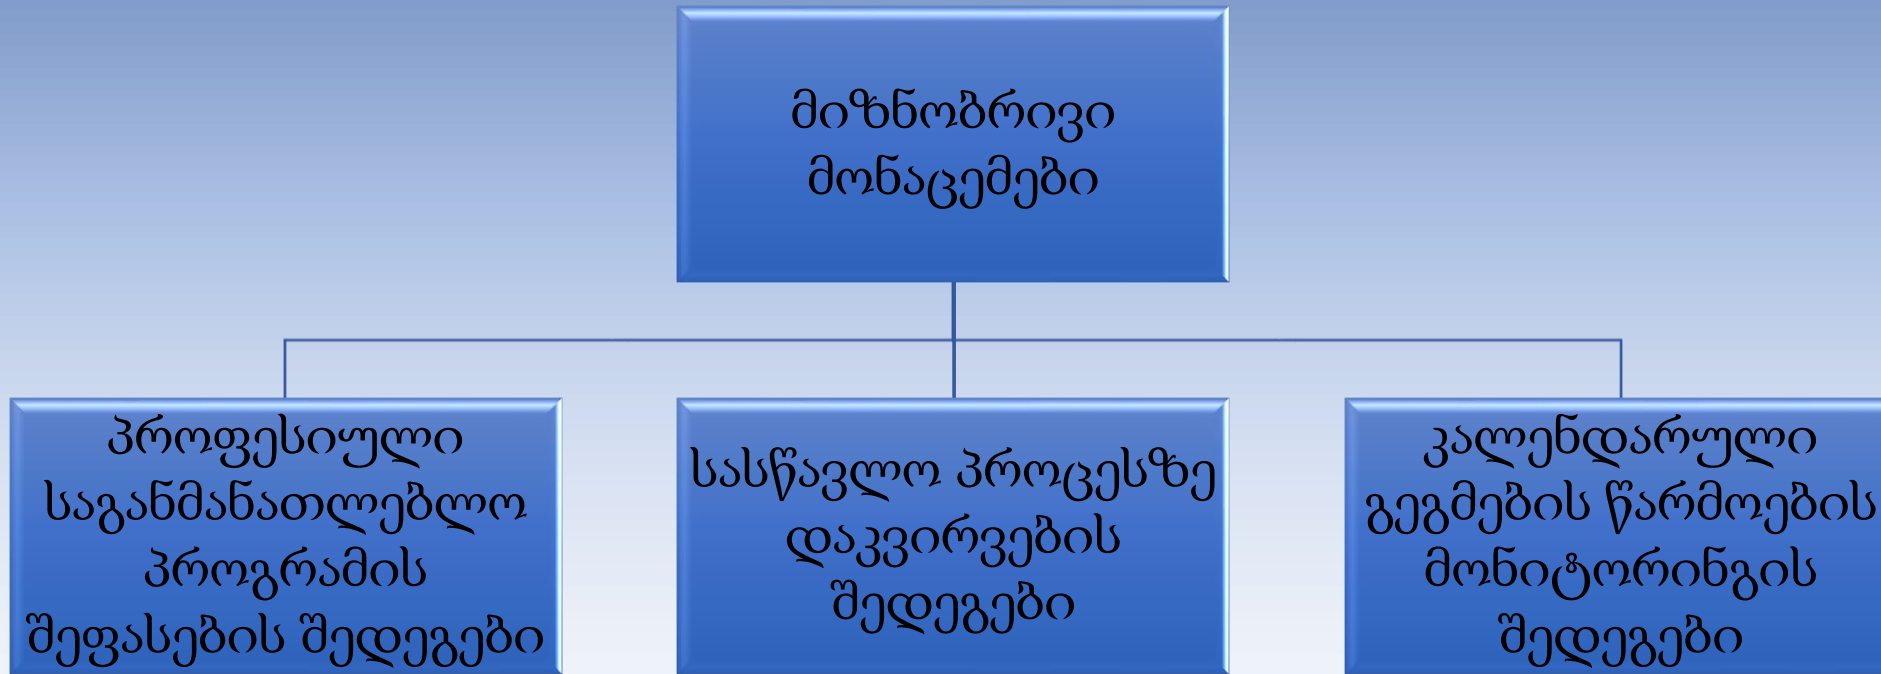 მიზნობრივი
მონაცემები
პროფესიული
საგანმანათლებლო
პროგრამის
შეფასების შედეგები
სასწავლო პროცესზე
დაკვირვების
შედეგები
კალენდარული
გეგმების წარმოების
მონიტორინგის
შედეგები